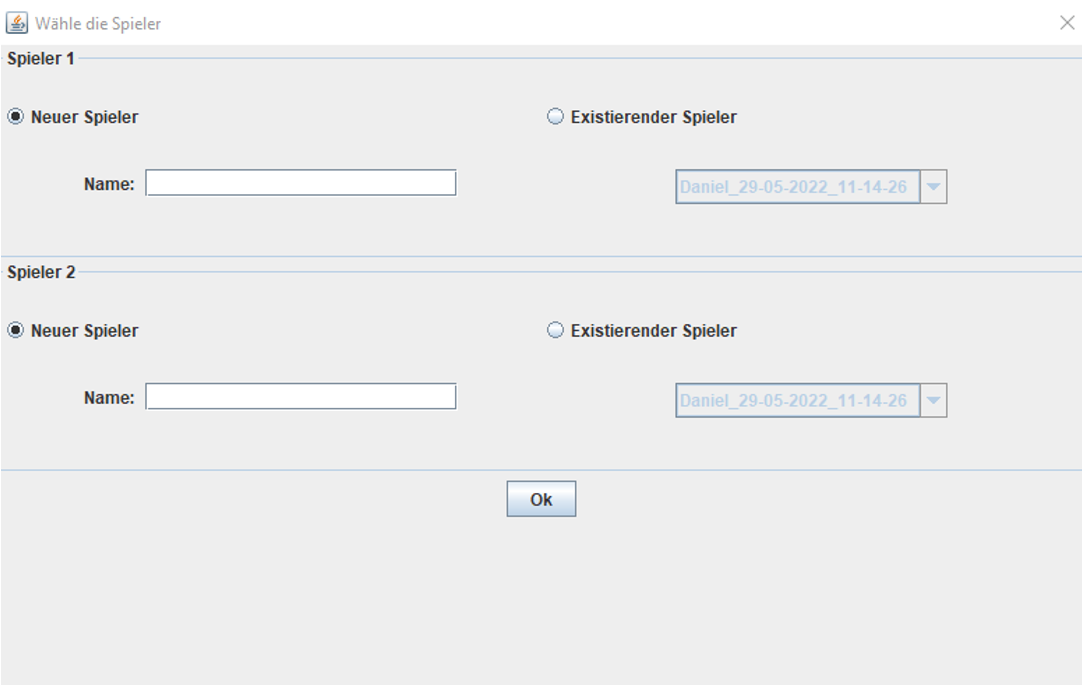 Wähle die Spieler
Spieler 1
Neuer Spieler Existierender Spieler
Name: Daniel_29-05-2022_11-14-26
Spieler 2
Neuer Spieler Existierender Spieler
Name: Daniel_29-05-2022_11-14-26
Ok